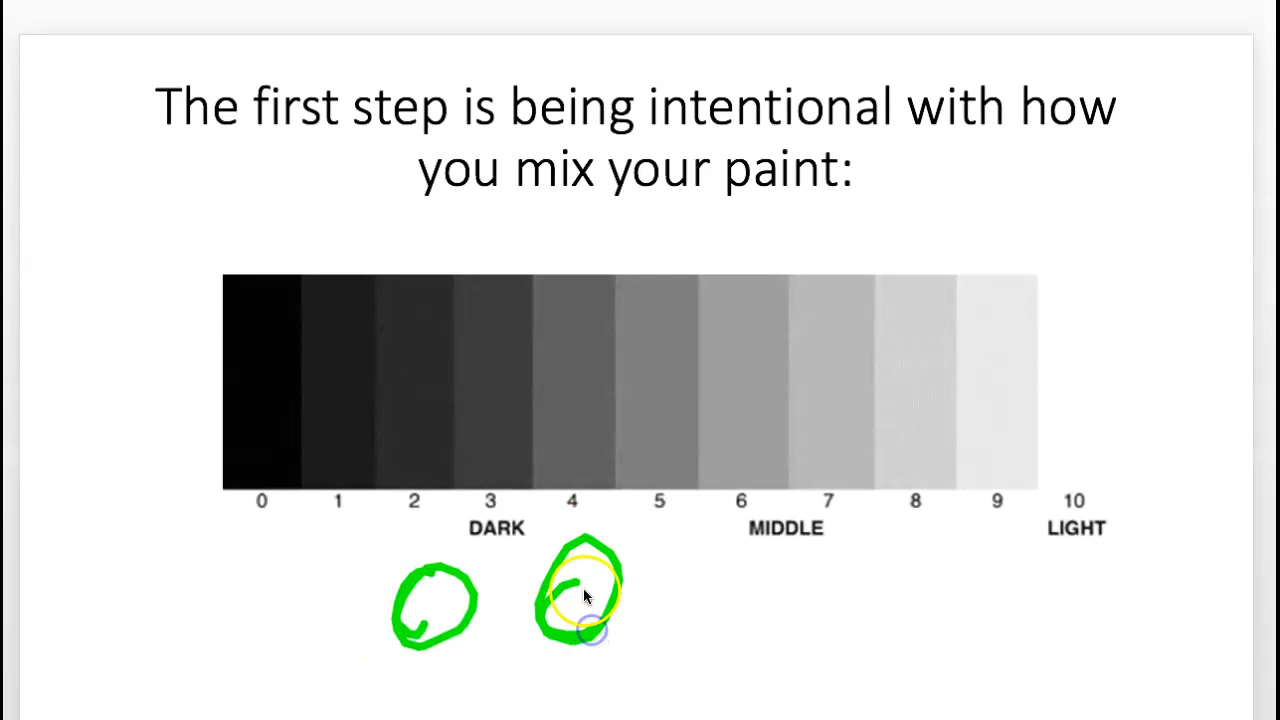 The first step is being intentional with how
you mix your paint:
0 1 2 3 4 5 6 7 8 9 10
DARK MIDDLE LIGHT